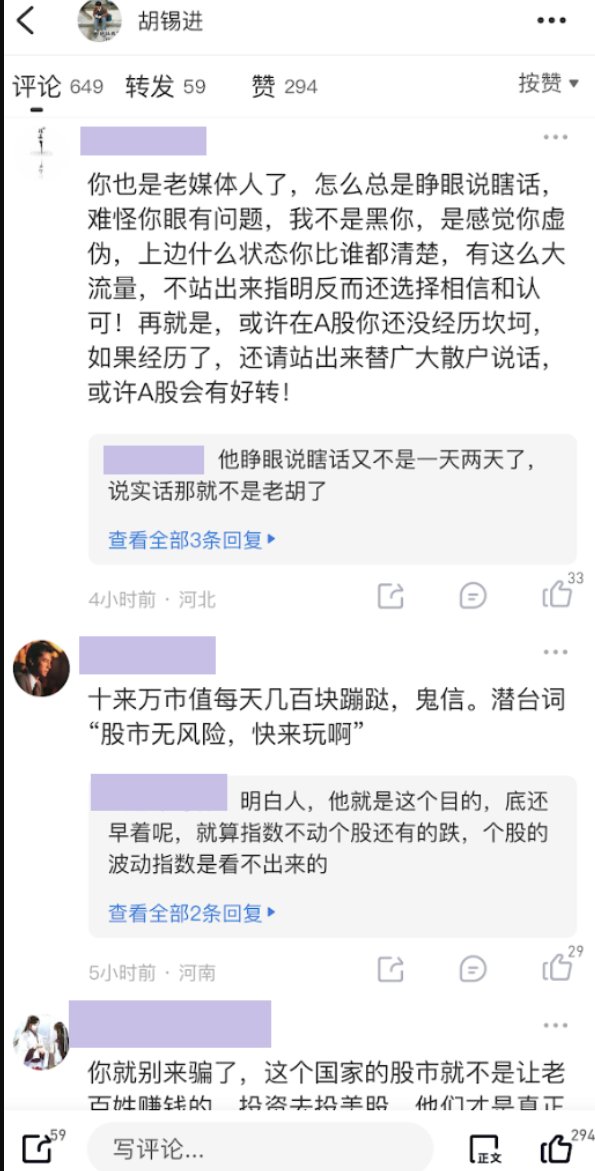 胡锡进
评论 649 转发 59 赞 294 按赞
你也是老媒体人了，怎么总是睁眼说瞎话，
难怪你眼有问题，我不是黑你，是感觉你虚
伪，上边什么状态你比谁都清楚，有这么大
流量，不站出来指明反而还选择相信和认
可！再就是，或许在A股你还没经历坎坷，
如果经历了，还请站出来替广大散户说话，
或许A股会有好转！
他睁眼说瞎话又不是一天两天了，
说实话那就不是老胡了
查看全部3条回复
4小时前 · 河北 33
十来万市值每天几百块蹦跶，鬼信。潜台词
“股市无风险，快来玩啊”
明白人，他就是这个目的，底还
早着呢，就算指数不动个股还有的跌，个股的
波动指数是看不出来的
查看全部2条回复
5小时前 · 河南 29
你就别来骗了，这个国家的股市就不是让老
百姓赚钱的，投资去投美股，他们才是真正
59 写评论... 正文 294